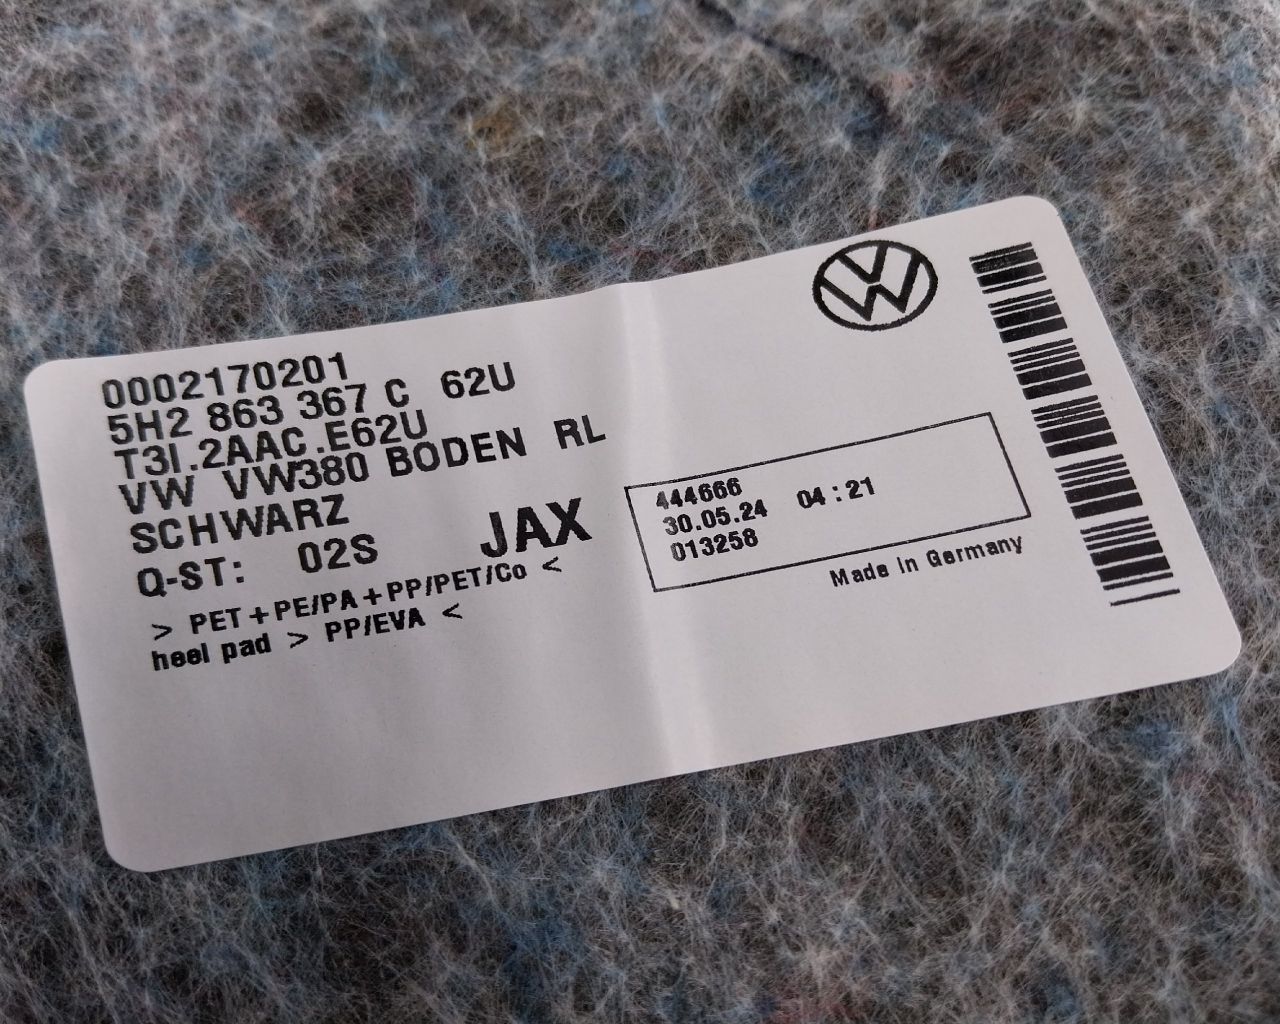 0002170201
5H2 863 367 C 62U
T3I.2AAC.E62U
VW VW380 BODEN RL
SCHWARZ
Q-ST: 02S JAX
> PET+PE/PA+PP/PET/Co <
heel pad > PP/EVA <
444666
30.05.24 04:21
013258
Made in Germany